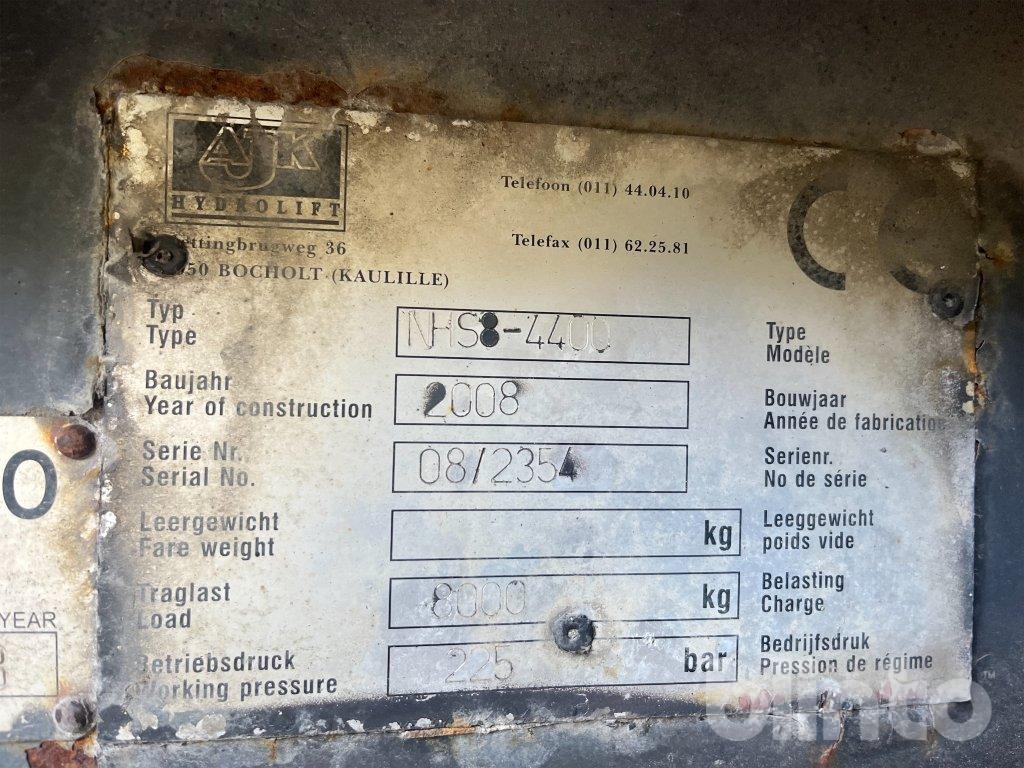 AJK
HYDROLIFT
Telefoon (011) 44.04.10
Telefax (011) 62.25.81
36
BOCHOLT (KAULILLE)
CE
Typ
Type
NHS8-4400
Type
Modèle
Baujahr
Year of construction
2008
Bouwjaar
Année de fabrication
Serie Nr.
Serial No.
08/2354
Serienr.
No de série
Leergewicht
Fare weight
kg
Leeggewicht
poids vide
Traglast
Load
8000 kg
Belasting
Charge
Betriebsdruck
Working pressure
225 bar
Bedrijfsdruk
Pression de régime
O
YEAR
blinto